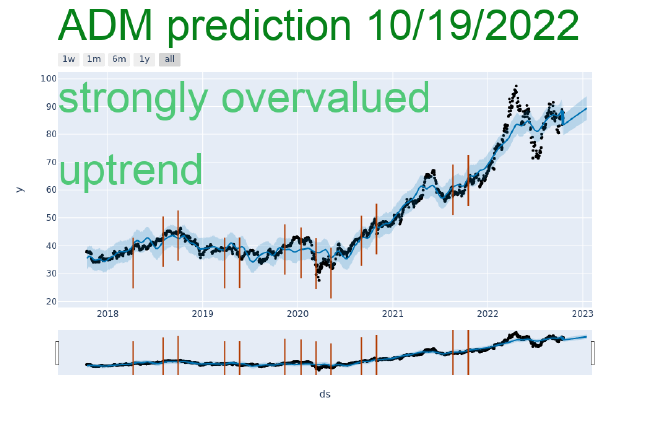 ADM prediction 10/19/2022
1w 1m 6m 1y all
100
strongly overvalued
90
80
70
uptrend
60
y
50
40
30
20
2018 2019 2020 2021 2022 2023
ds